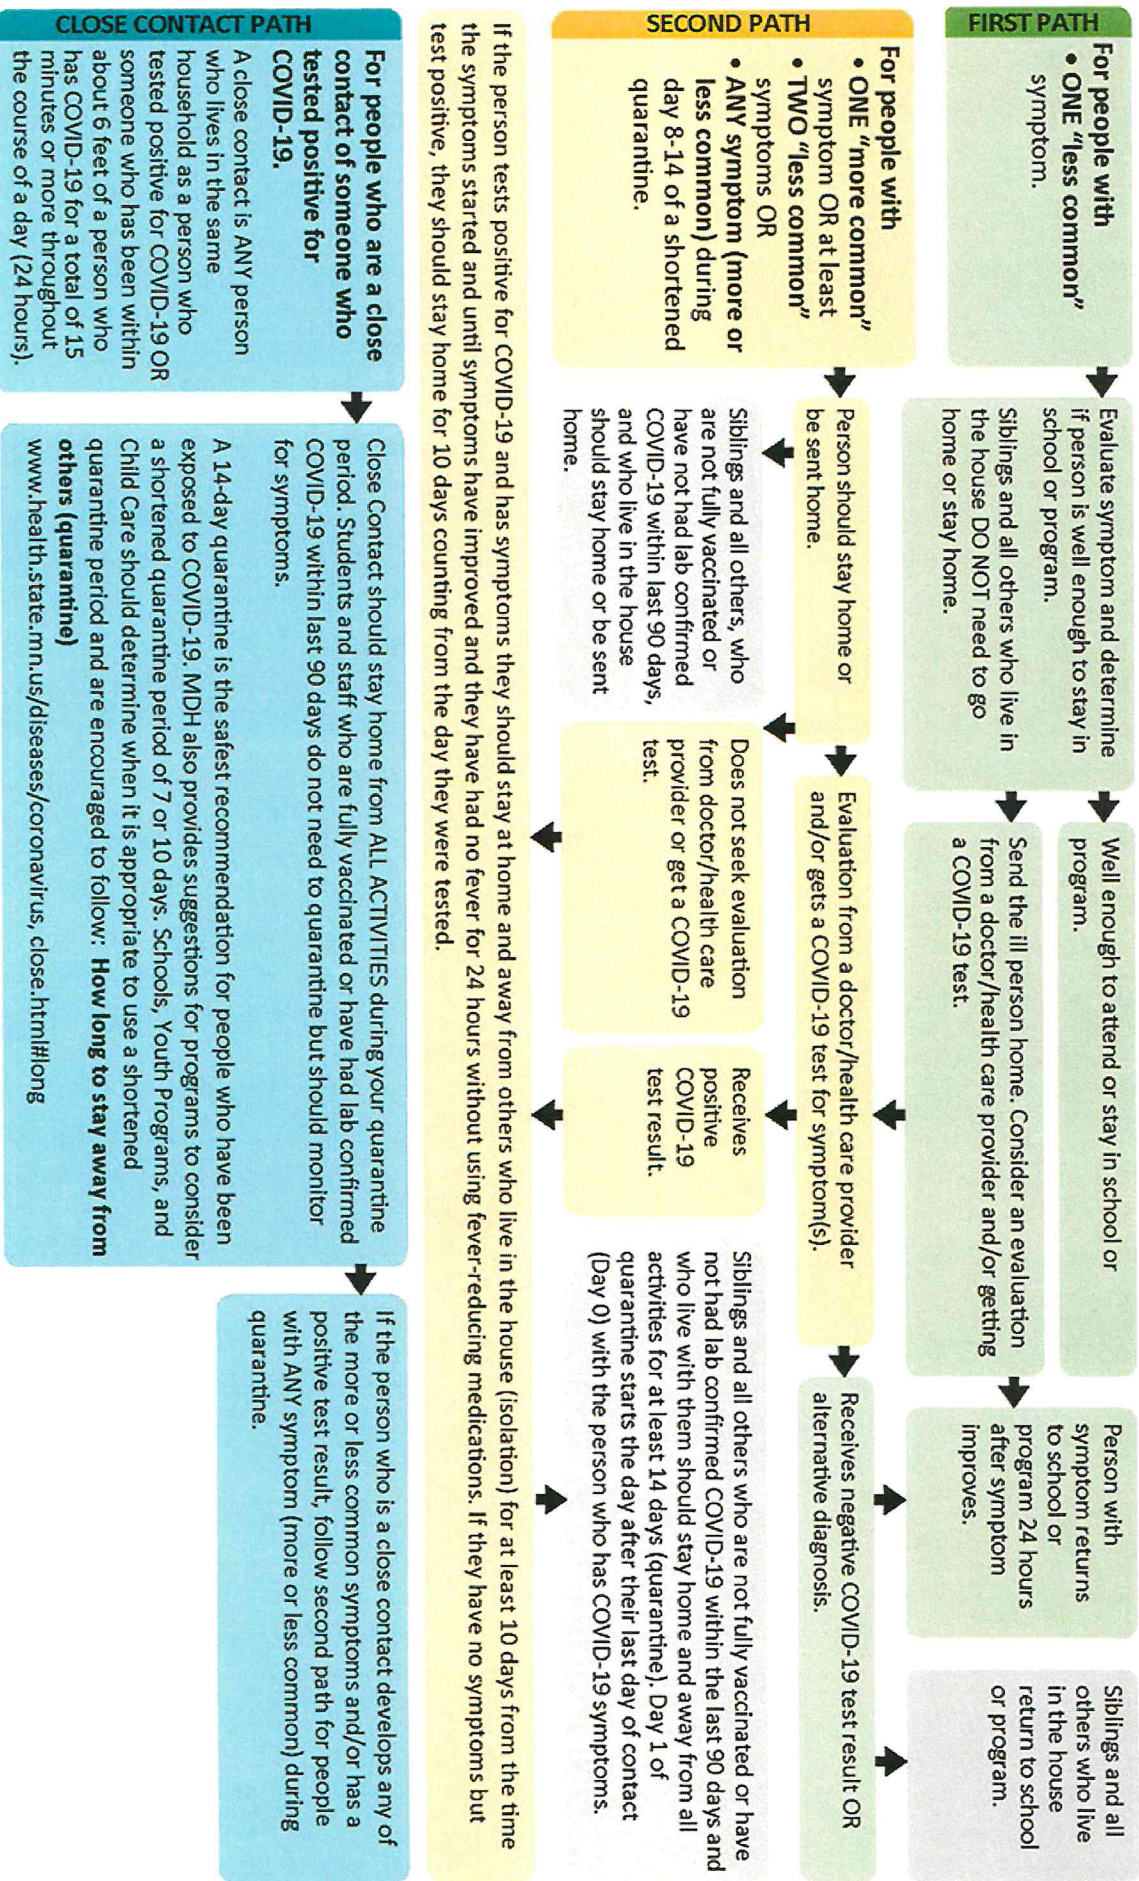 FIRST PATH
For people with
• ONE "less common"
symptom.
Evaluate symptom and determine
if person is well enough to stay in
school or program.
Siblings and all others who live in
the house DO NOT need to go
home or stay home.
Well enough to attend or stay in school or
program.
Send the ill person home. Consider an evaluation
from a doctor/health care provider and/or getting
a COVID-19 test.
Person with
symptom returns
to school or
program 24 hours
after symptom
improves.
Siblings and all
others who live
in the house
return to school
or program.
SECOND PATH
For people with
• ONE "more common"
symptom OR at least
• TWO "less common"
symptoms OR
• ANY symptom (more or
less common) during
day 8-14 of a shortened
quarantine.
Person should stay home or
be sent home.
Siblings and all others, who
are not fully vaccinated or
have not had lab confirmed
COVID-19 within last 90 days,
and who live in the house
should stay home or be sent
home.
Evaluation from a doctor/health care provider
and/or gets a COVID-19 test for symptom(s).
Does not seek evaluation
from doctor/health care
provider or get a COVID-19
test.
Receives
positive
COVID-19
test result.
Receives negative COVID-19 test result OR
alternative diagnosis.
Siblings and all others who are not fully vaccinated or have
not had lab confirmed COVID-19 within the last 90 days and
who live with them should stay home and away from all
activities for at least 14 days (quarantine). Day 1 of
quarantine starts the day after their last day of contact
(Day 0) with the person who has COVID-19 symptoms.
If the person tests positive for COVID-19 and has symptoms they should stay at home and away from others who live in the house (isolation) for at least 10 days from the time
the symptoms started and until symptoms have improved and they have had no fever for 24 hours without using fever-reducing medications. If they have no symptoms but
test positive, they should stay home for 10 days counting from the day they were tested.
CLOSE CONTACT PATH
For people who are a close
contact of someone who
tested positive for
COVID-19.
A close contact is ANY person
who lives in the same
household as a person who
tested positive for COVID-19 OR
someone who has been within
about 6 feet of a person who
has COVID-19 for a total of 15
minutes or more throughout
the course of a day (24 hours).
Close Contact should stay home from ALL ACTIVITIES during your quarantine
period. Students and staff who are fully vaccinated or have had lab confirmed
COVID-19 within last 90 days do not need to quarantine but should monitor
for symptoms.
A 14-day quarantine is the safest recommendation for people who have been
exposed to COVID-19. MDH also provides suggestions for programs to consider
a shortened quarantine period of 7 or 10 days. Schools, Youth Programs, and
Child Care should determine when it is appropriate to use a shortened
quarantine period and are encouraged to follow: How long to stay away from
others (quarantine)
www.health.state.mn.us/diseases/coronavirus, close.html#long
If the person who is a close contact develops any of
the more or less common symptoms and/or has a
positive test result, follow second path for people
with ANY symptom (more or less common) during
quarantine.